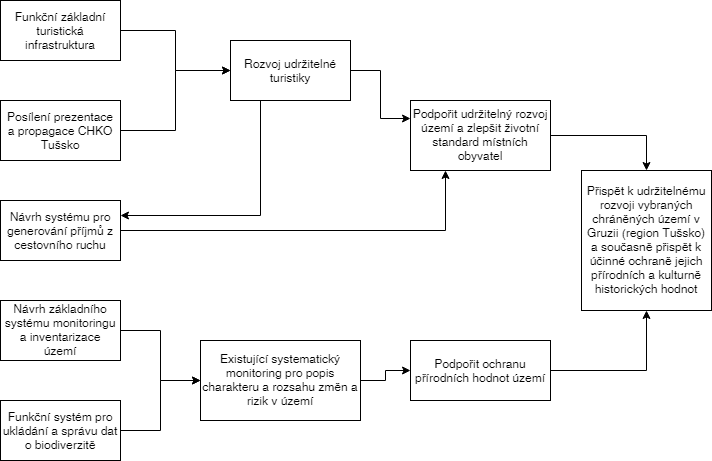 Funkční základní
turistická
infrastruktura
Rozvoj udržitelné
turistiky
Posílení prezentace
a propagace CHKO
Tušsko
Podpořit udržitelný rozvoj
území a zlepšit životní
standard místních
obyvatel
Návrh systému pro
generování příjmů z
cestovního ruchu
Přispět k udržitelnému
rozvoji vybraných
chráněných území v
Gruzii (region Tušsko)
a současně přispět k
účinné ochraně jejich
přírodních a kulturně
historických hodnot
Návrh základního
systému monitoringu
a inventarizace
území
Existující systematický
monitoring pro popis
charakteru a rozsahu změn a
rizik v území
Podpořit ochranu
přírodních hodnot území
Funkční systém pro
ukládání a správu dat
o biodiverzitě